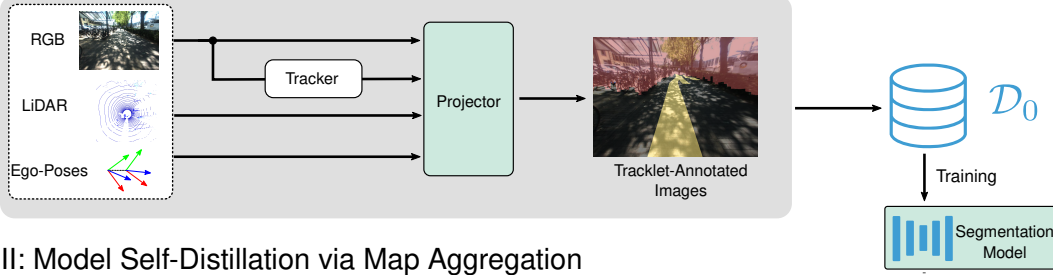 RGB
Tracker
LiDAR
Projector
Ego-Poses
Tracklet-Annotated
Images
𝒟₀
Training
Segmentation
Model
II: Model Self-Distillation via Map Aggregation